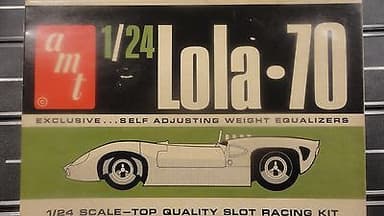 amt
©
1/24 Lola·70
EXCLUSIVE...SELF ADJUSTING WEIGHT EQUALIZERS
1/24 SCALE–TOP QUALITY SLOT RACING KIT